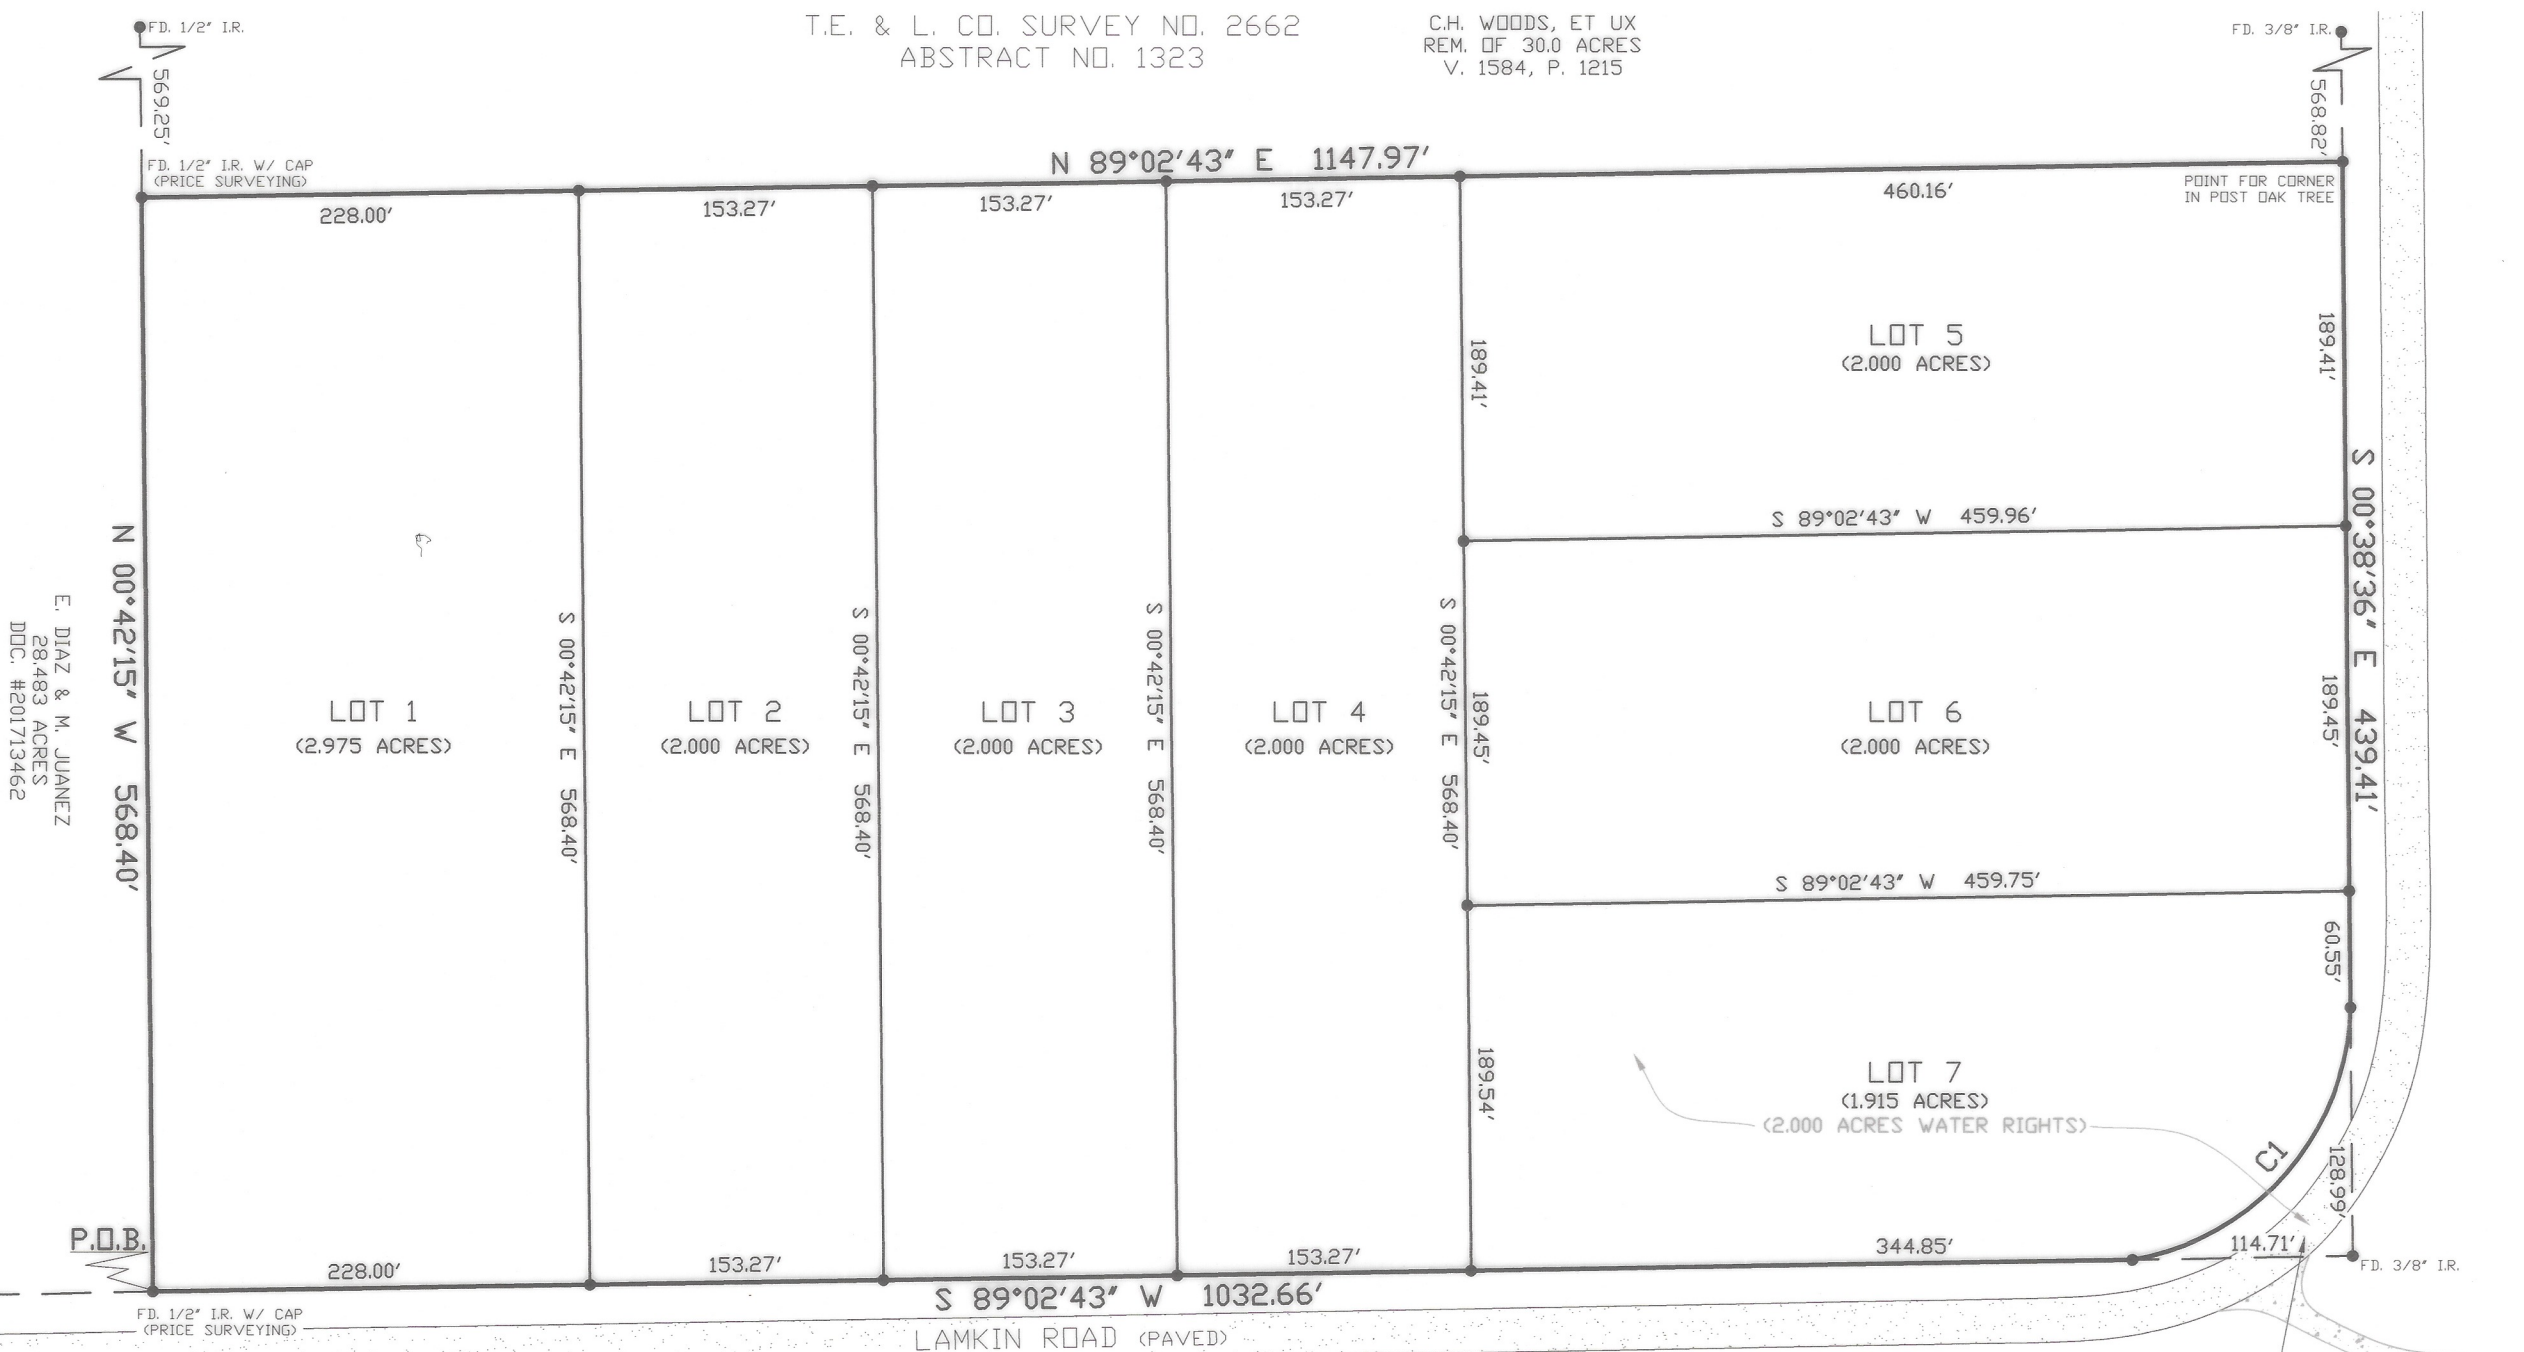 FD. 1/2" I.R.
T.E. & L. CO. SURVEY NO. 2662
ABSTRACT NO. 1323
C.H. WOODS, ET UX
REM. OF 30.0 ACRES
V. 1584, P. 1215
FD. 3/8" I.R.
569.25'
568.82'
FD. 1/2" I.R. W/ CAP
(PRICE SURVEYING)
N 89°02'43" E 1147.97'
POINT FOR CORNER
IN POST OAK TREE
228.00'
153.27'
153.27'
153.27'
460.16'
LOT 5
(2.000 ACRES)
189.41'
189.41'
S 89°02'43" W 459.96'
S 00°38'36" E 439.41'
N 00°42'15" W 568.40'
E. DIAZ & M. JUANEZ
28.483 ACRES
DOC. #201713462
S 00°42'15" E 568.40'
S 00°42'15" E 568.40'
S 00°42'15" E 568.40'
S 00°42'15" E 568.40'
LOT 1
(2.975 ACRES)
LOT 2
(2.000 ACRES)
LOT 3
(2.000 ACRES)
LOT 4
(2.000 ACRES)
189.45'
LOT 6
(2.000 ACRES)
189.45'
S 89°02'43" W 459.75'
60.55'
189.54'
LOT 7
(1.915 ACRES)
(2.000 ACRES WATER RIGHTS)
C1
128.99'
114.71'
FD. 3/8" I.R.
P.O.B.
228.00'
153.27'
153.27'
153.27'
344.85'
S 89°02'43" W 1032.66'
FD. 1/2" I.R. W/ CAP
(PRICE SURVEYING)
LAMKIN ROAD (PAVED)